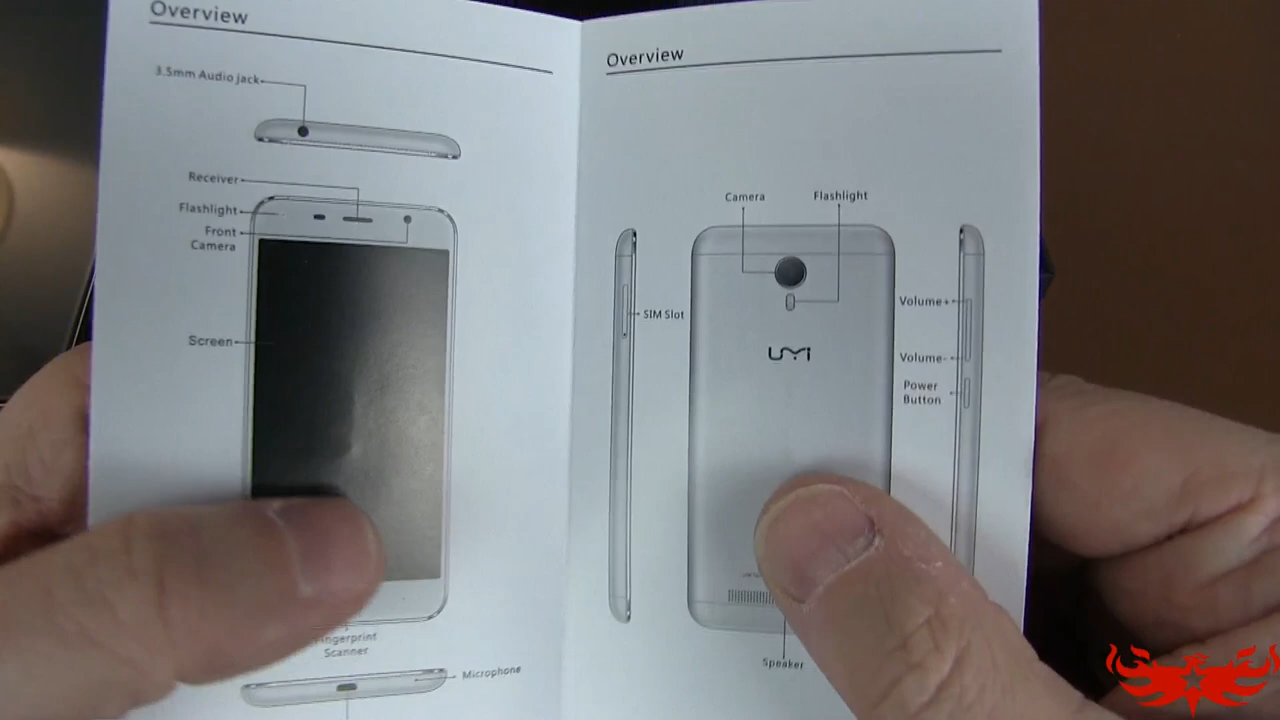 Overview
3.5mm Audio jack
Receiver
Flashlight
Front
Camera
Screen
Fingerprint
Scanner
Microphone
Overview
Camera
Flashlight
SIM Slot
UMi
Volume+
Volume-
Power
Button
Speaker